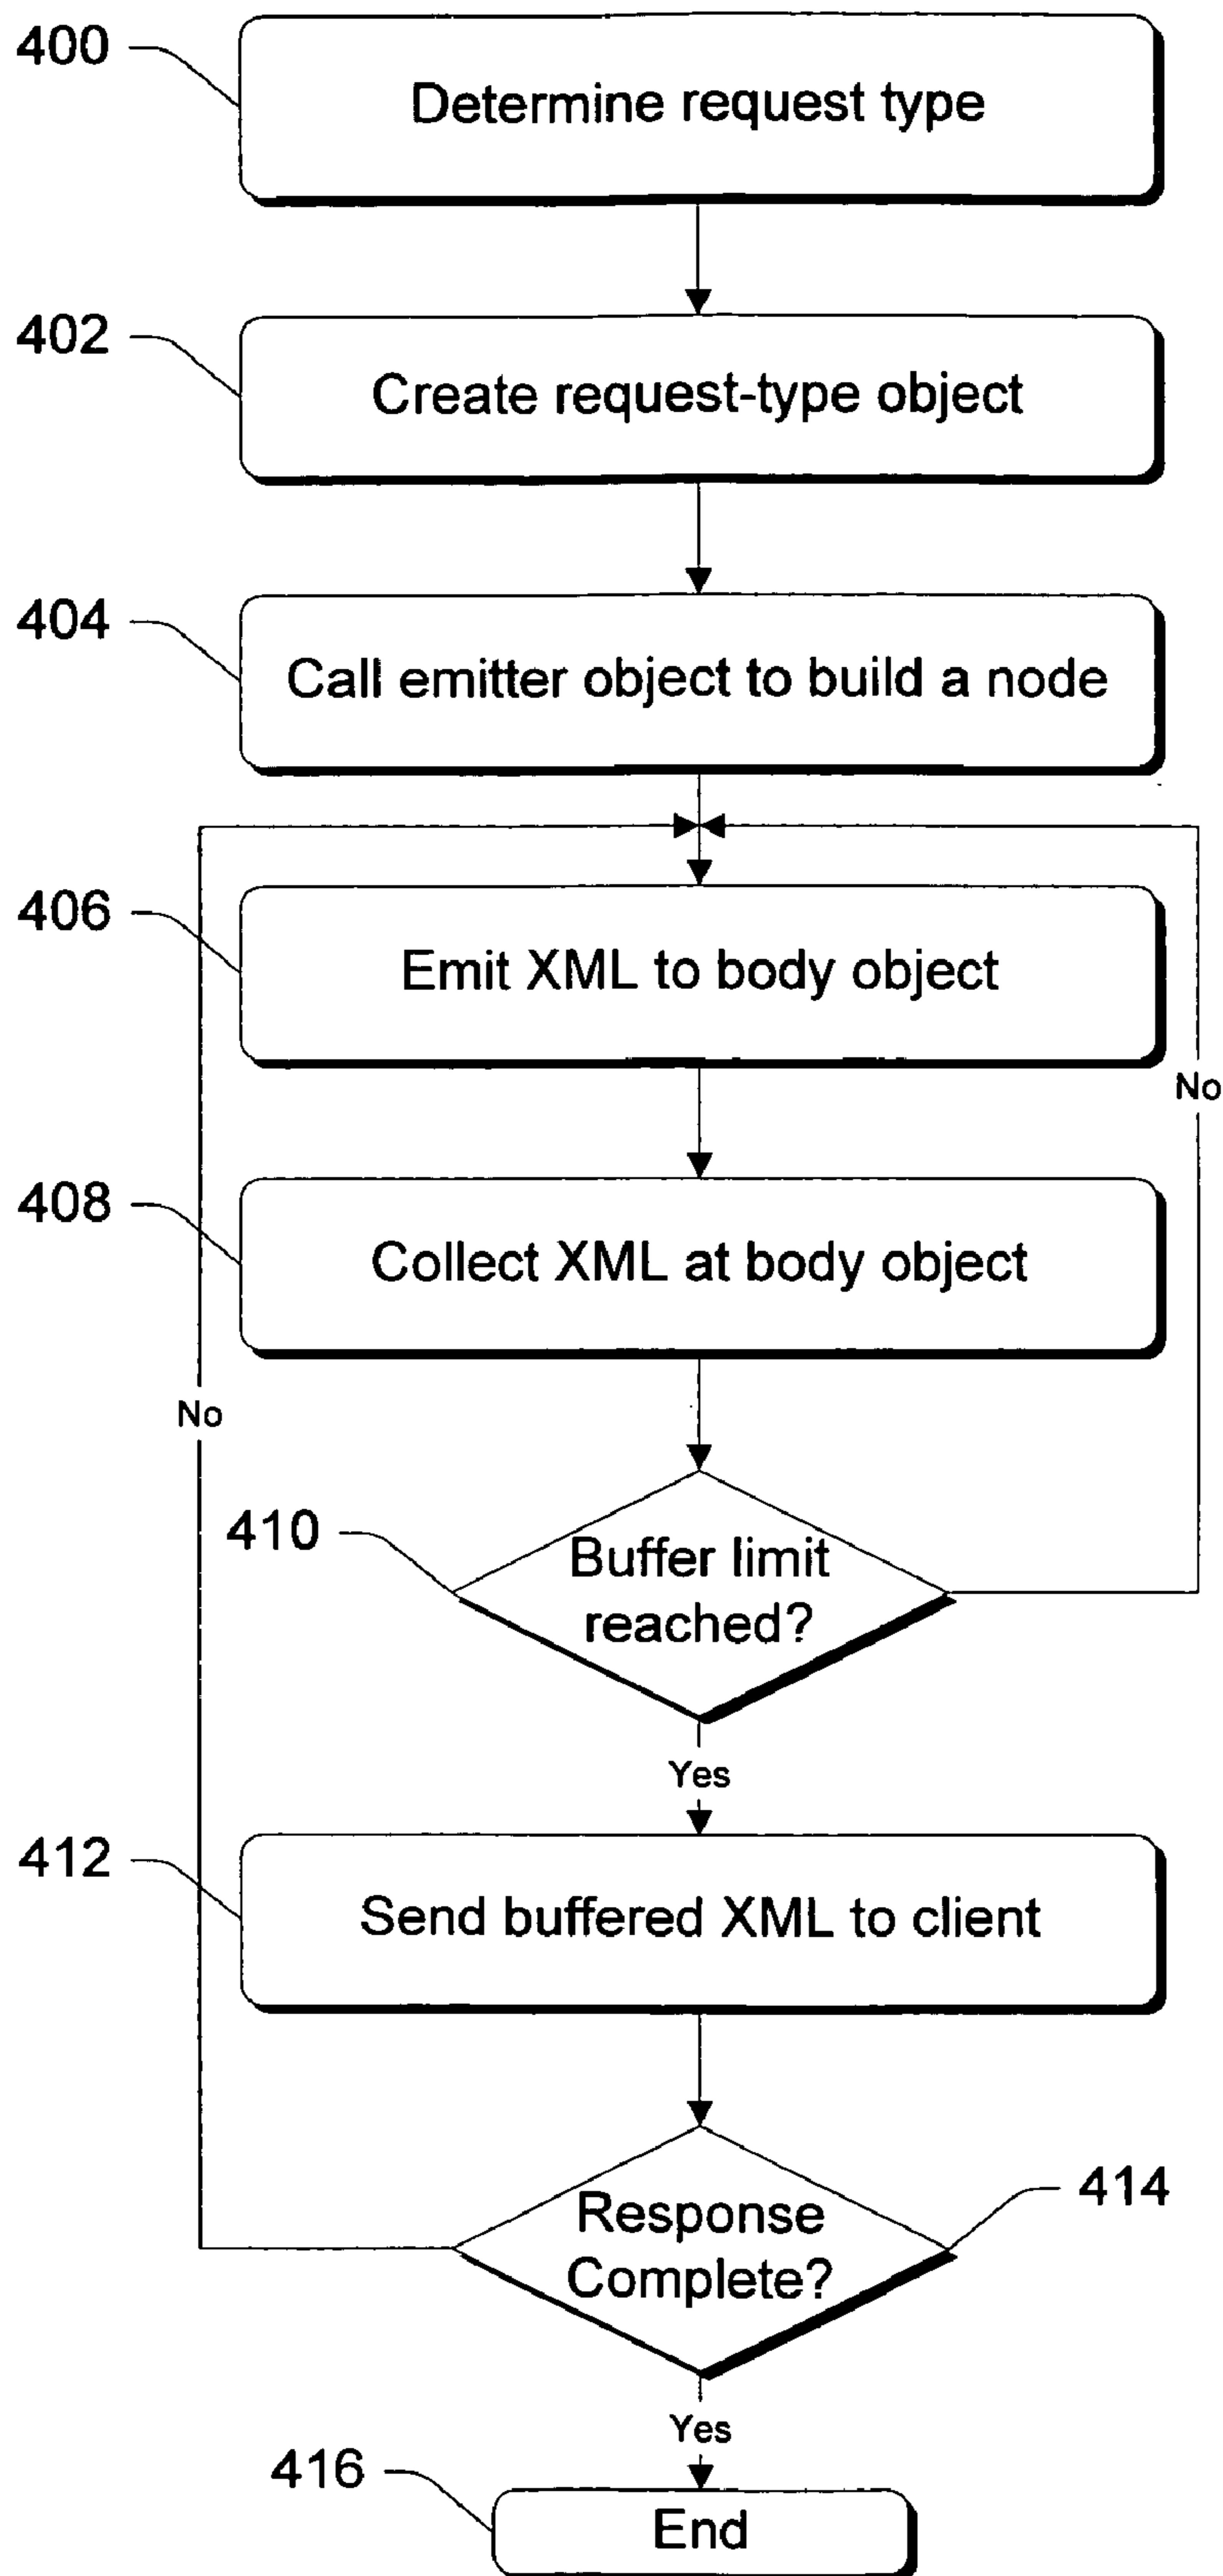 400
Determine request type
402
Create request-type object
404
Call emitter object to build a node
406
Emit XML to body object
No
408
Collect XML at body object
No
410
Buffer limit
reached?
Yes
412
Send buffered XML to client
414
Response
Complete?
Yes
416
End